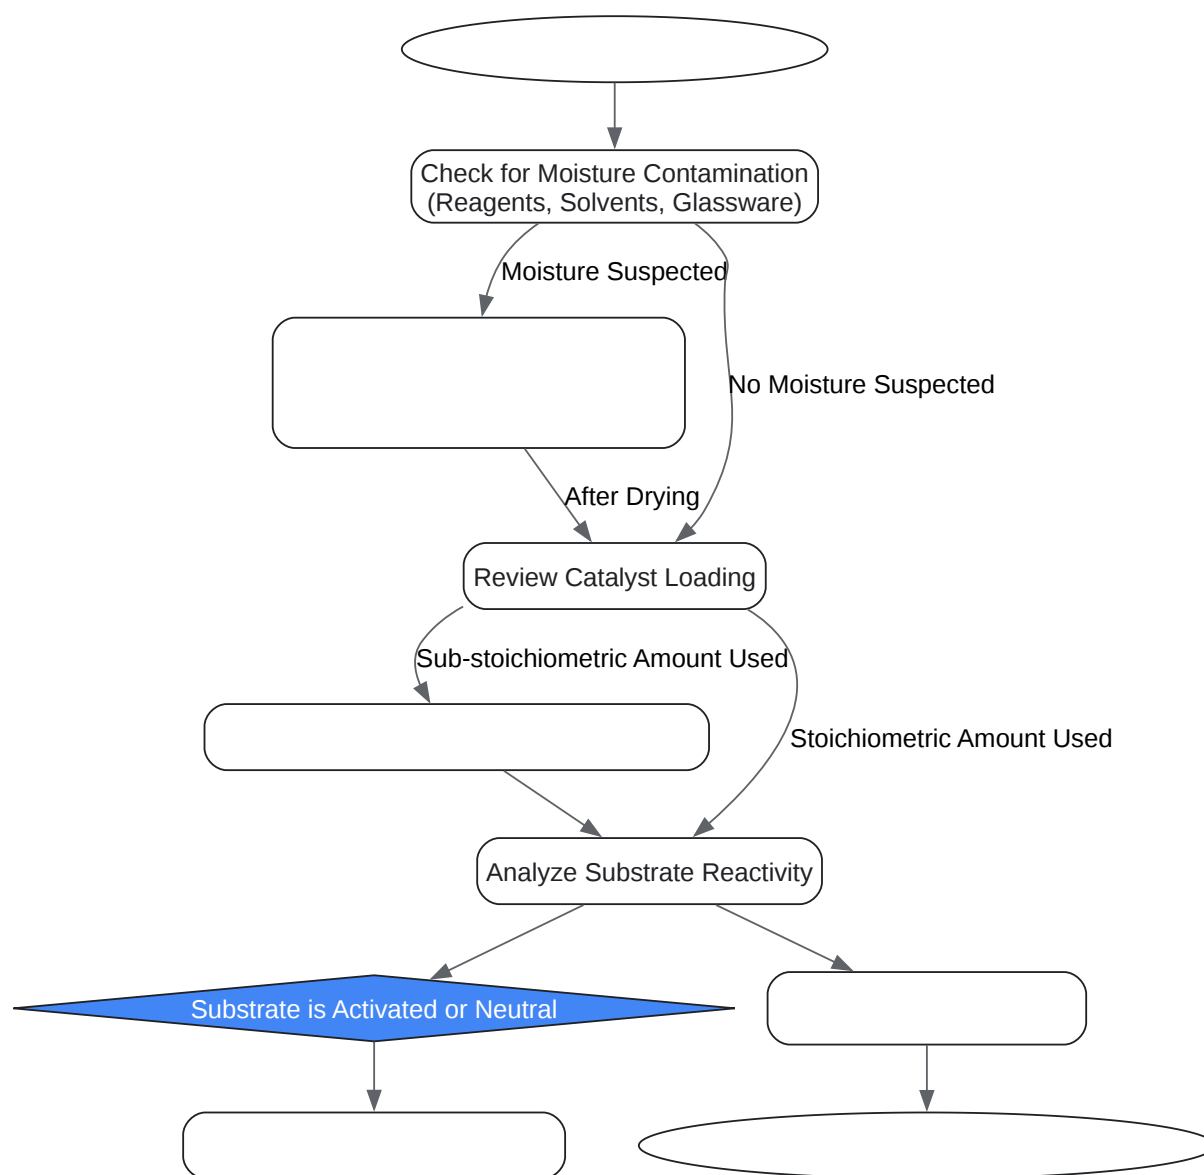 Check for Moisture Contamination
(Reagents, Solvents, Glassware)
Moisture Suspected
No Moisture Suspected
After Drying
Review Catalyst Loading
Sub-stoichiometric Amount Used
Stoichiometric Amount Used
Analyze Substrate Reactivity
Substrate is Activated or Neutral